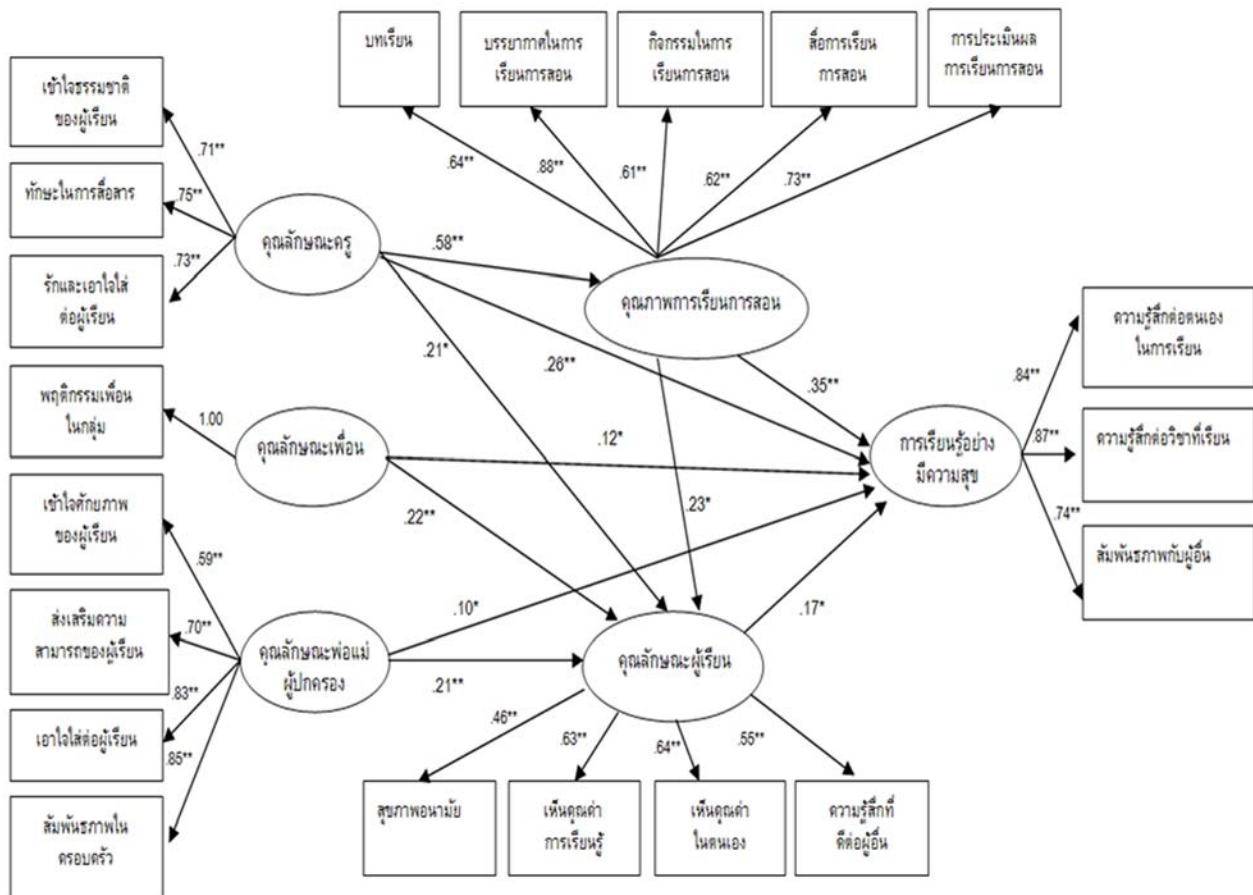 บทเรียน
บรรยากาศในการ
เรียนการสอน
กิจกรรมในการ
เรียนการสอน
สื่อการเรียน
การสอน
การประเมินผล
การเรียนการสอน
เข้าใจธรรมชาติ
ของผู้เรียน
ทักษะในการสื่อสาร
รักและเอาใจใส่
ต่อผู้เรียน
พฤติกรรมเพื่อน
ในกลุ่ม
เข้าใจศักยภาพ
ของผู้เรียน
ส่งเสริมความ
สามารถของผู้เรียน
เอาใจใส่ต่อผู้เรียน
สัมพันธภาพใน
ครอบครัว
.71**
.75**
.73**
1.00
.59**
.70**
.83**
.85**
คุณลักษณะครู
คุณลักษณะเพื่อน
คุณลักษณะพ่อแม่
ผู้ปกครอง
.64**
.88**
.61**
.62**
.73**
.58**
คุณภาพการเรียนการสอน
.21*
.26**
.35**
.12*
.22**
.23*
.10*
.21**
.17*
คุณลักษณะผู้เรียน
.46**
.63**
.64**
.55**
สุขภาพอนามัย
เห็นคุณค่า
การเรียนรู้
เห็นคุณค่า
ในตนเอง
ความรู้สึกที่
ดีต่อผู้อื่น
การเรียนรู้อย่าง
มีความสุข
.84**
.87**
.74**
ความรู้สึกต่อตนเอง
ในการเรียน
ความรู้สึกต่อวิชาที่เรียน
สัมพันธภาพกับผู้อื่น